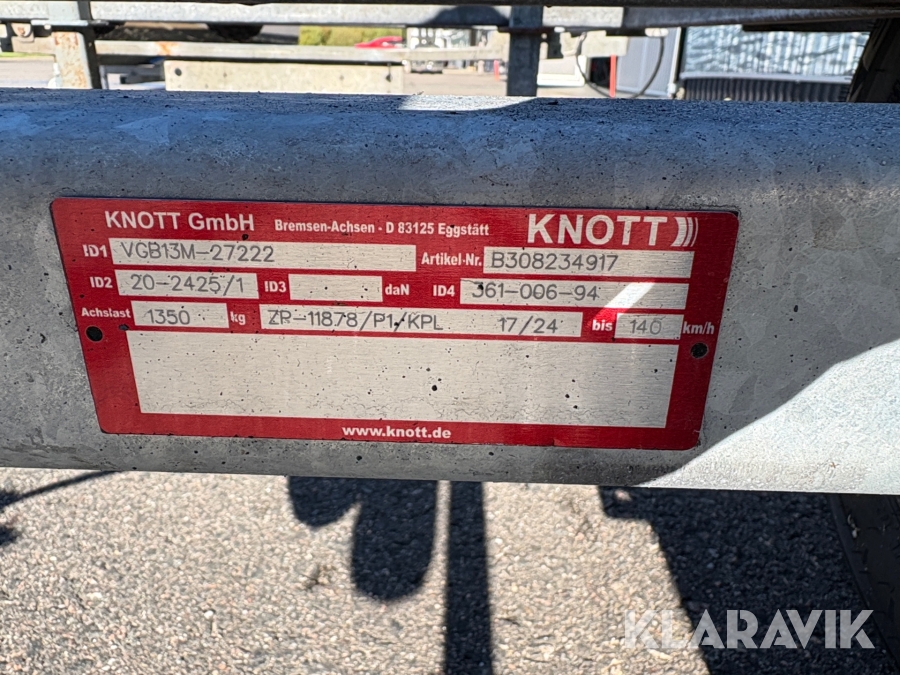 KNOTT GmbH Bremsen-Achsen - D 83125 Eggstätt KNOTT
ID1 VGB13M-27222 Artikel-Nr. B308234917
ID2 20-2425/1 ID3 daN ID4 361-006-94
Achslast 1350 kg ZP-11878/P1/KPL 17/24 bis 140 km/h
www.knott.de
KLARAVIK